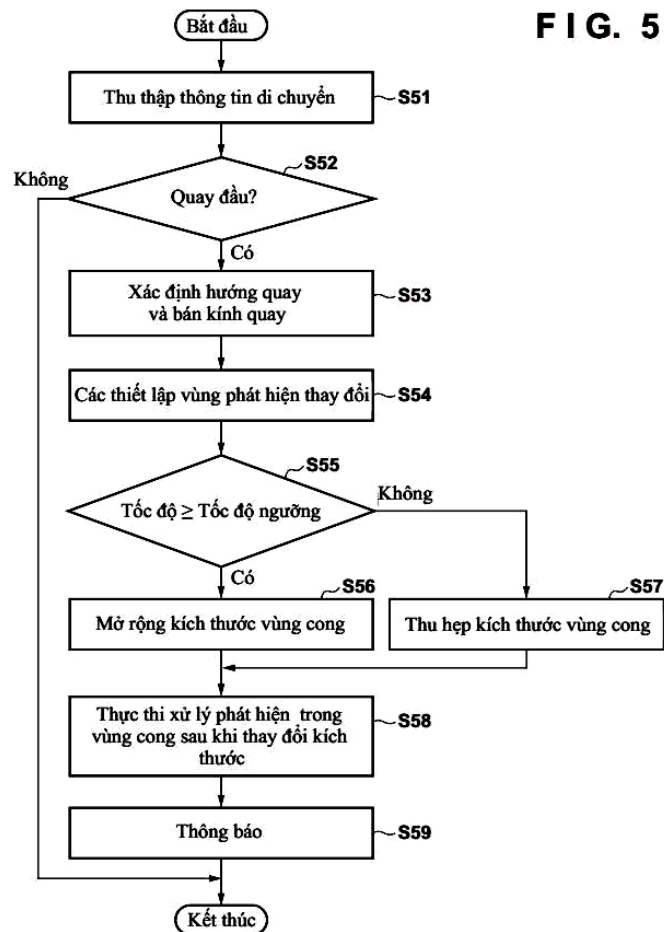 FIG. 5
Bắt đầu
Thu thập thông tin di chuyển
S51
S52
Không
Quay đầu?
Có
Xác định hướng quay
và bán kính quay
S53
Các thiết lập vùng phát hiện thay đổi
S54
S55
Không
Tốc độ ≥ Tốc độ ngưỡng
Có
S56
S57
Mở rộng kích thước vùng cong
Thu hẹp kích thước vùng cong
Thực thi xử lý phát hiện trong
vùng cong sau khi thay đổi kích
thước
S58
Thông báo
S59
Kết thúc